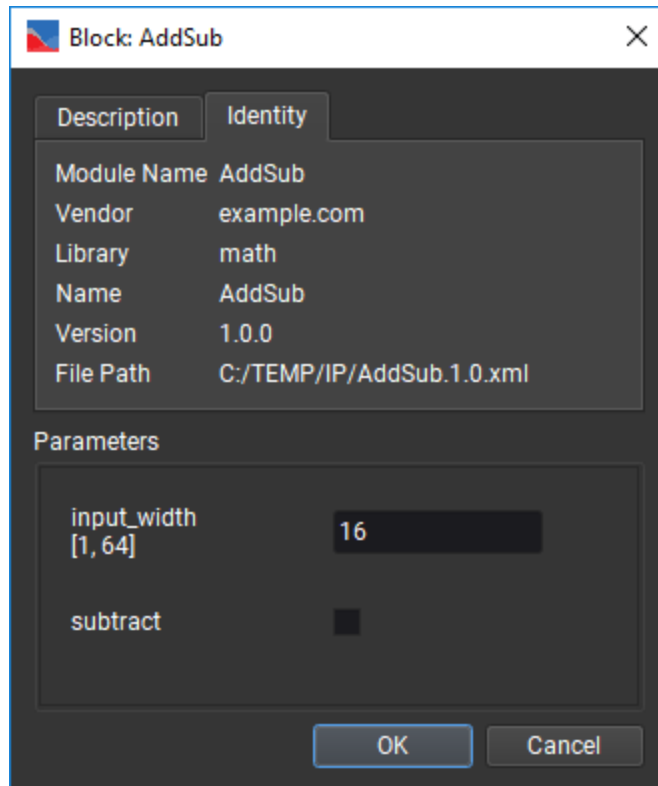 Block: AddSub
Description Identity
Module Name AddSub
Vendor example.com
Library math
Name AddSub
Version 1.0.0
File Path C:/TEMP/IP/AddSub.1.0.xml
Parameters
input_width
[1, 64]
16
subtract
OK Cancel